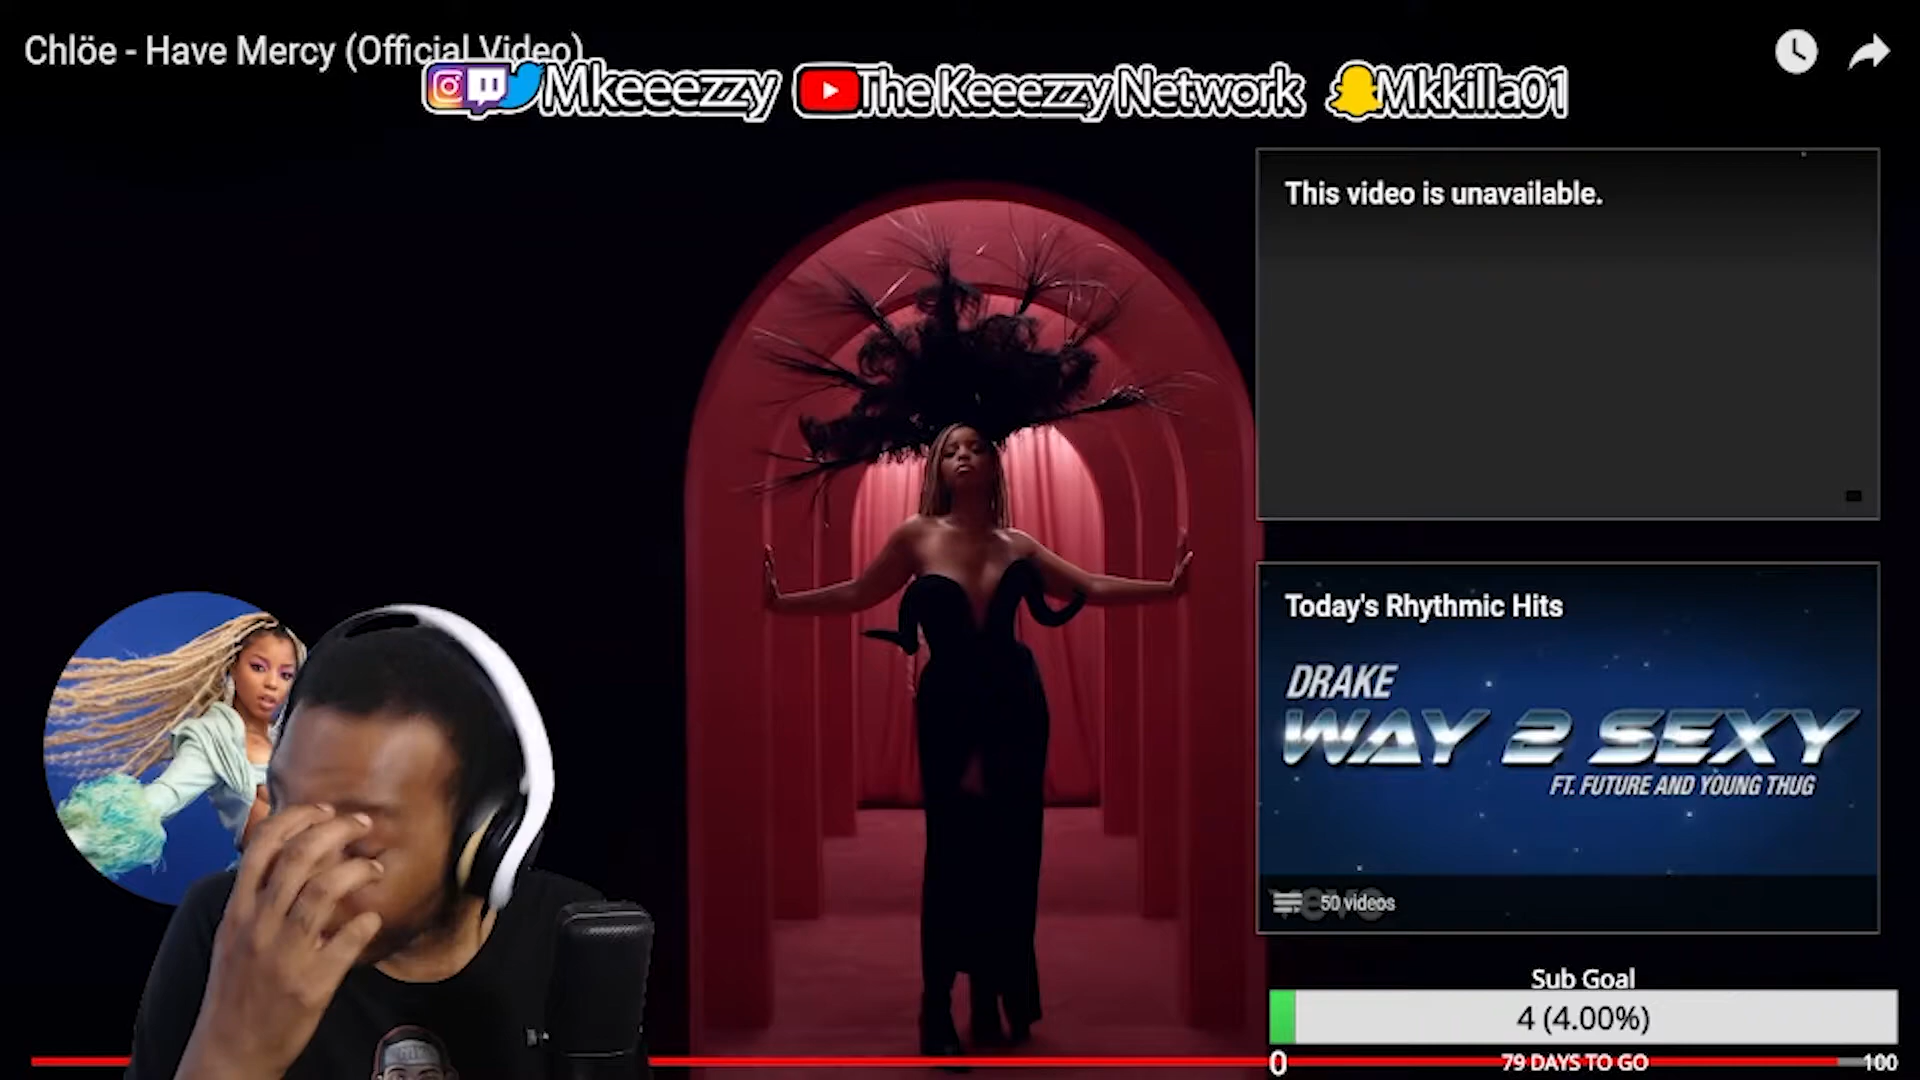 Chlöe - Have Mercy (Official Video)
Mkeeezzy The Keeezzy Network Mkkilla01
This video is unavailable.
Today's Rhythmic Hits
DRAKE
WAY 2 SEXY
FT. FUTURE AND YOUNG THUG
vevo
50 videos
Sub Goal
4 (4.00%)
0 79 DAYS TO GO 100